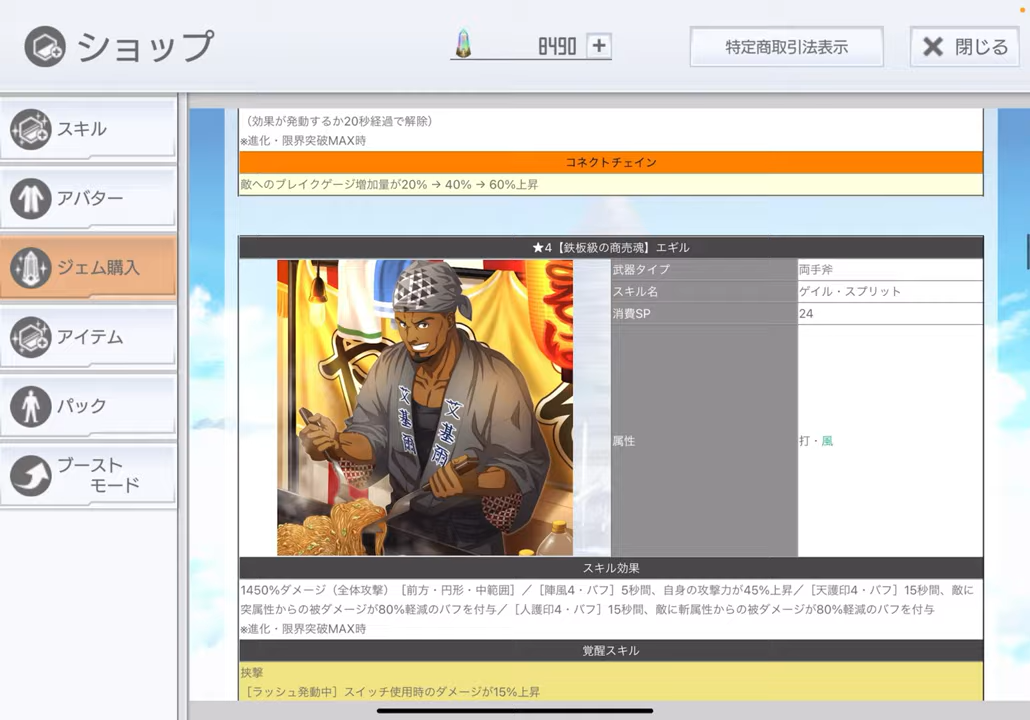 ショップ
8490
特定商取引法表示
閉じる
スキル
アバター
ジェム購入
アイテム
パック
ブースト
モード
(効果が発動するか20秒経過で解除)
※進化・限界突破MAX時
コネクトチェイン
敵へのブレイクゲージ増加量が20% → 40% → 60%上昇
★4【鉄板級の商売魂】エギル
武器タイプ
両手斧
スキル名
ゲイル・スプリット
消費SP
24
属性
打・風
艾基爾
艾基爾
スキル効果
1450%ダメージ（全体攻撃）［前方・円形・中範囲］／［陣風4・バフ］5秒間、自身の攻撃力が45%上昇／［天護印4・バフ］15秒間、敵に
突属性からの被ダメージが80%軽減のバフを付与／［人護印4・バフ］15秒間、敵に斬属性からの被ダメージが80%軽減のバフを付与
※進化・限界突破MAX時
覚醒スキル
挟撃
［ラッシュ発動中］スイッチ使用時のダメージが15%上昇